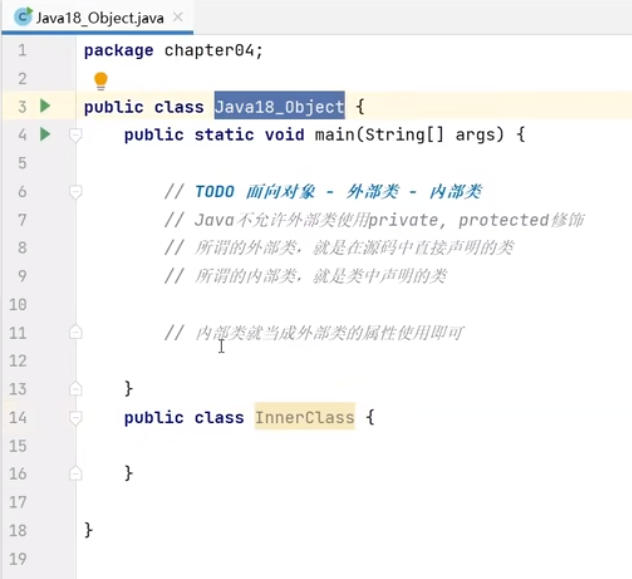 Java18_Object.java
1 package chapter04;
2
3 public class Java18_Object {
4 public static void main(String[] args) {
5
6 // TODO 面向对象 - 外部类 - 内部类
7 // Java不允许外部类使用private, protected修饰
8 // 所谓的外部类，就是在源码中直接声明的类
9 // 所谓的内部类，就是类中声明的类
10
11 // 内部类就当成外部类的属性使用即可
12
13 }
14 public class InnerClass {
15
16 }
17
18 }
19